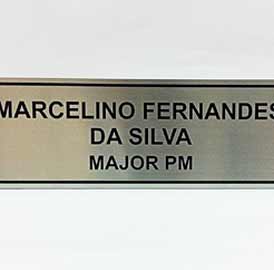 MARCELINO FERNANDES
DA SILVA
MAJOR PM